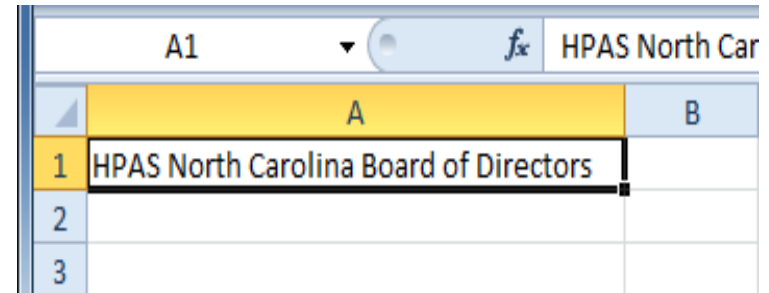 A1 fx HPAS North Car
A B
1 HPAS North Carolina Board of Directors
2
3